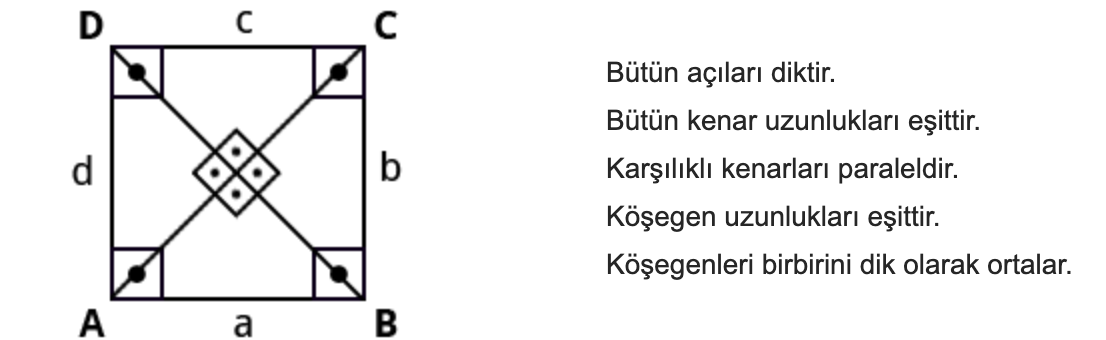 D c C
d b
A a B
Bütün açıları diktir.
Bütün kenar uzunlukları eşittir.
Karşılıklı kenarları paraleldir.
Köşegen uzunlukları eşittir.
Köşegenleri birbirini dik olarak ortalar.